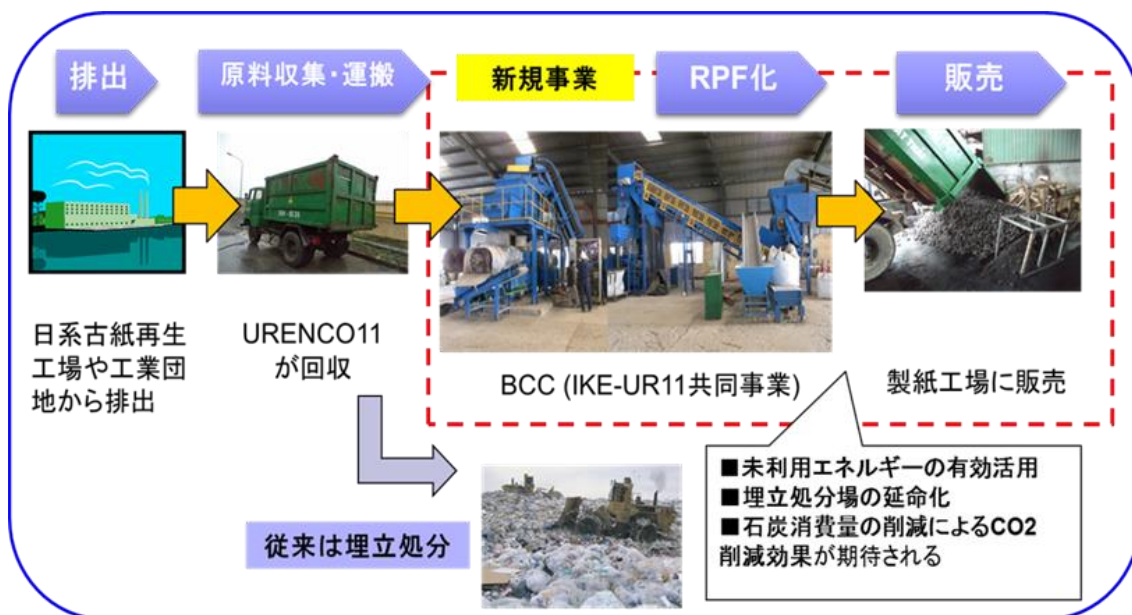 排出
原料収集・運搬
新規事業
RPF化
販売
日系古紙再生
工場や工業団
地から排出
URENCO11
が回収
BCC (IKE-UR11共同事業)
製紙工場に販売
従来は埋立処分
■未利用エネルギーの有効活用
■埋立処分場の延命化
■石炭消費量の削減によるCO2
削減効果が期待される